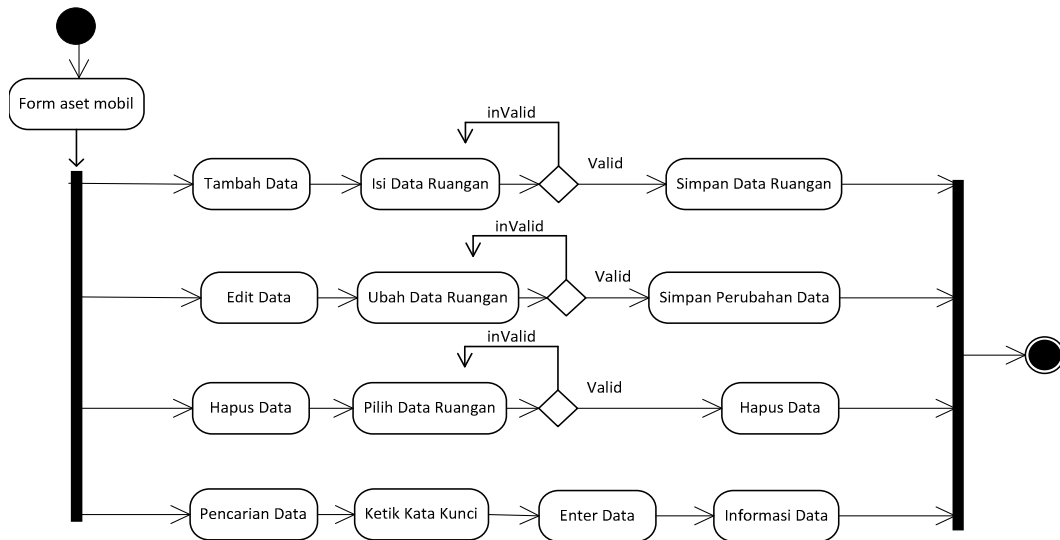 Form aset mobil
inValid
Valid
Tambah Data
Isi Data Ruangan
Simpan Data Ruangan
inValid
Valid
Edit Data
Ubah Data Ruangan
Simpan Perubahan Data
inValid
Valid
Hapus Data
Pilih Data Ruangan
Hapus Data
Pencarian Data
Ketik Kata Kunci
Enter Data
Informasi Data